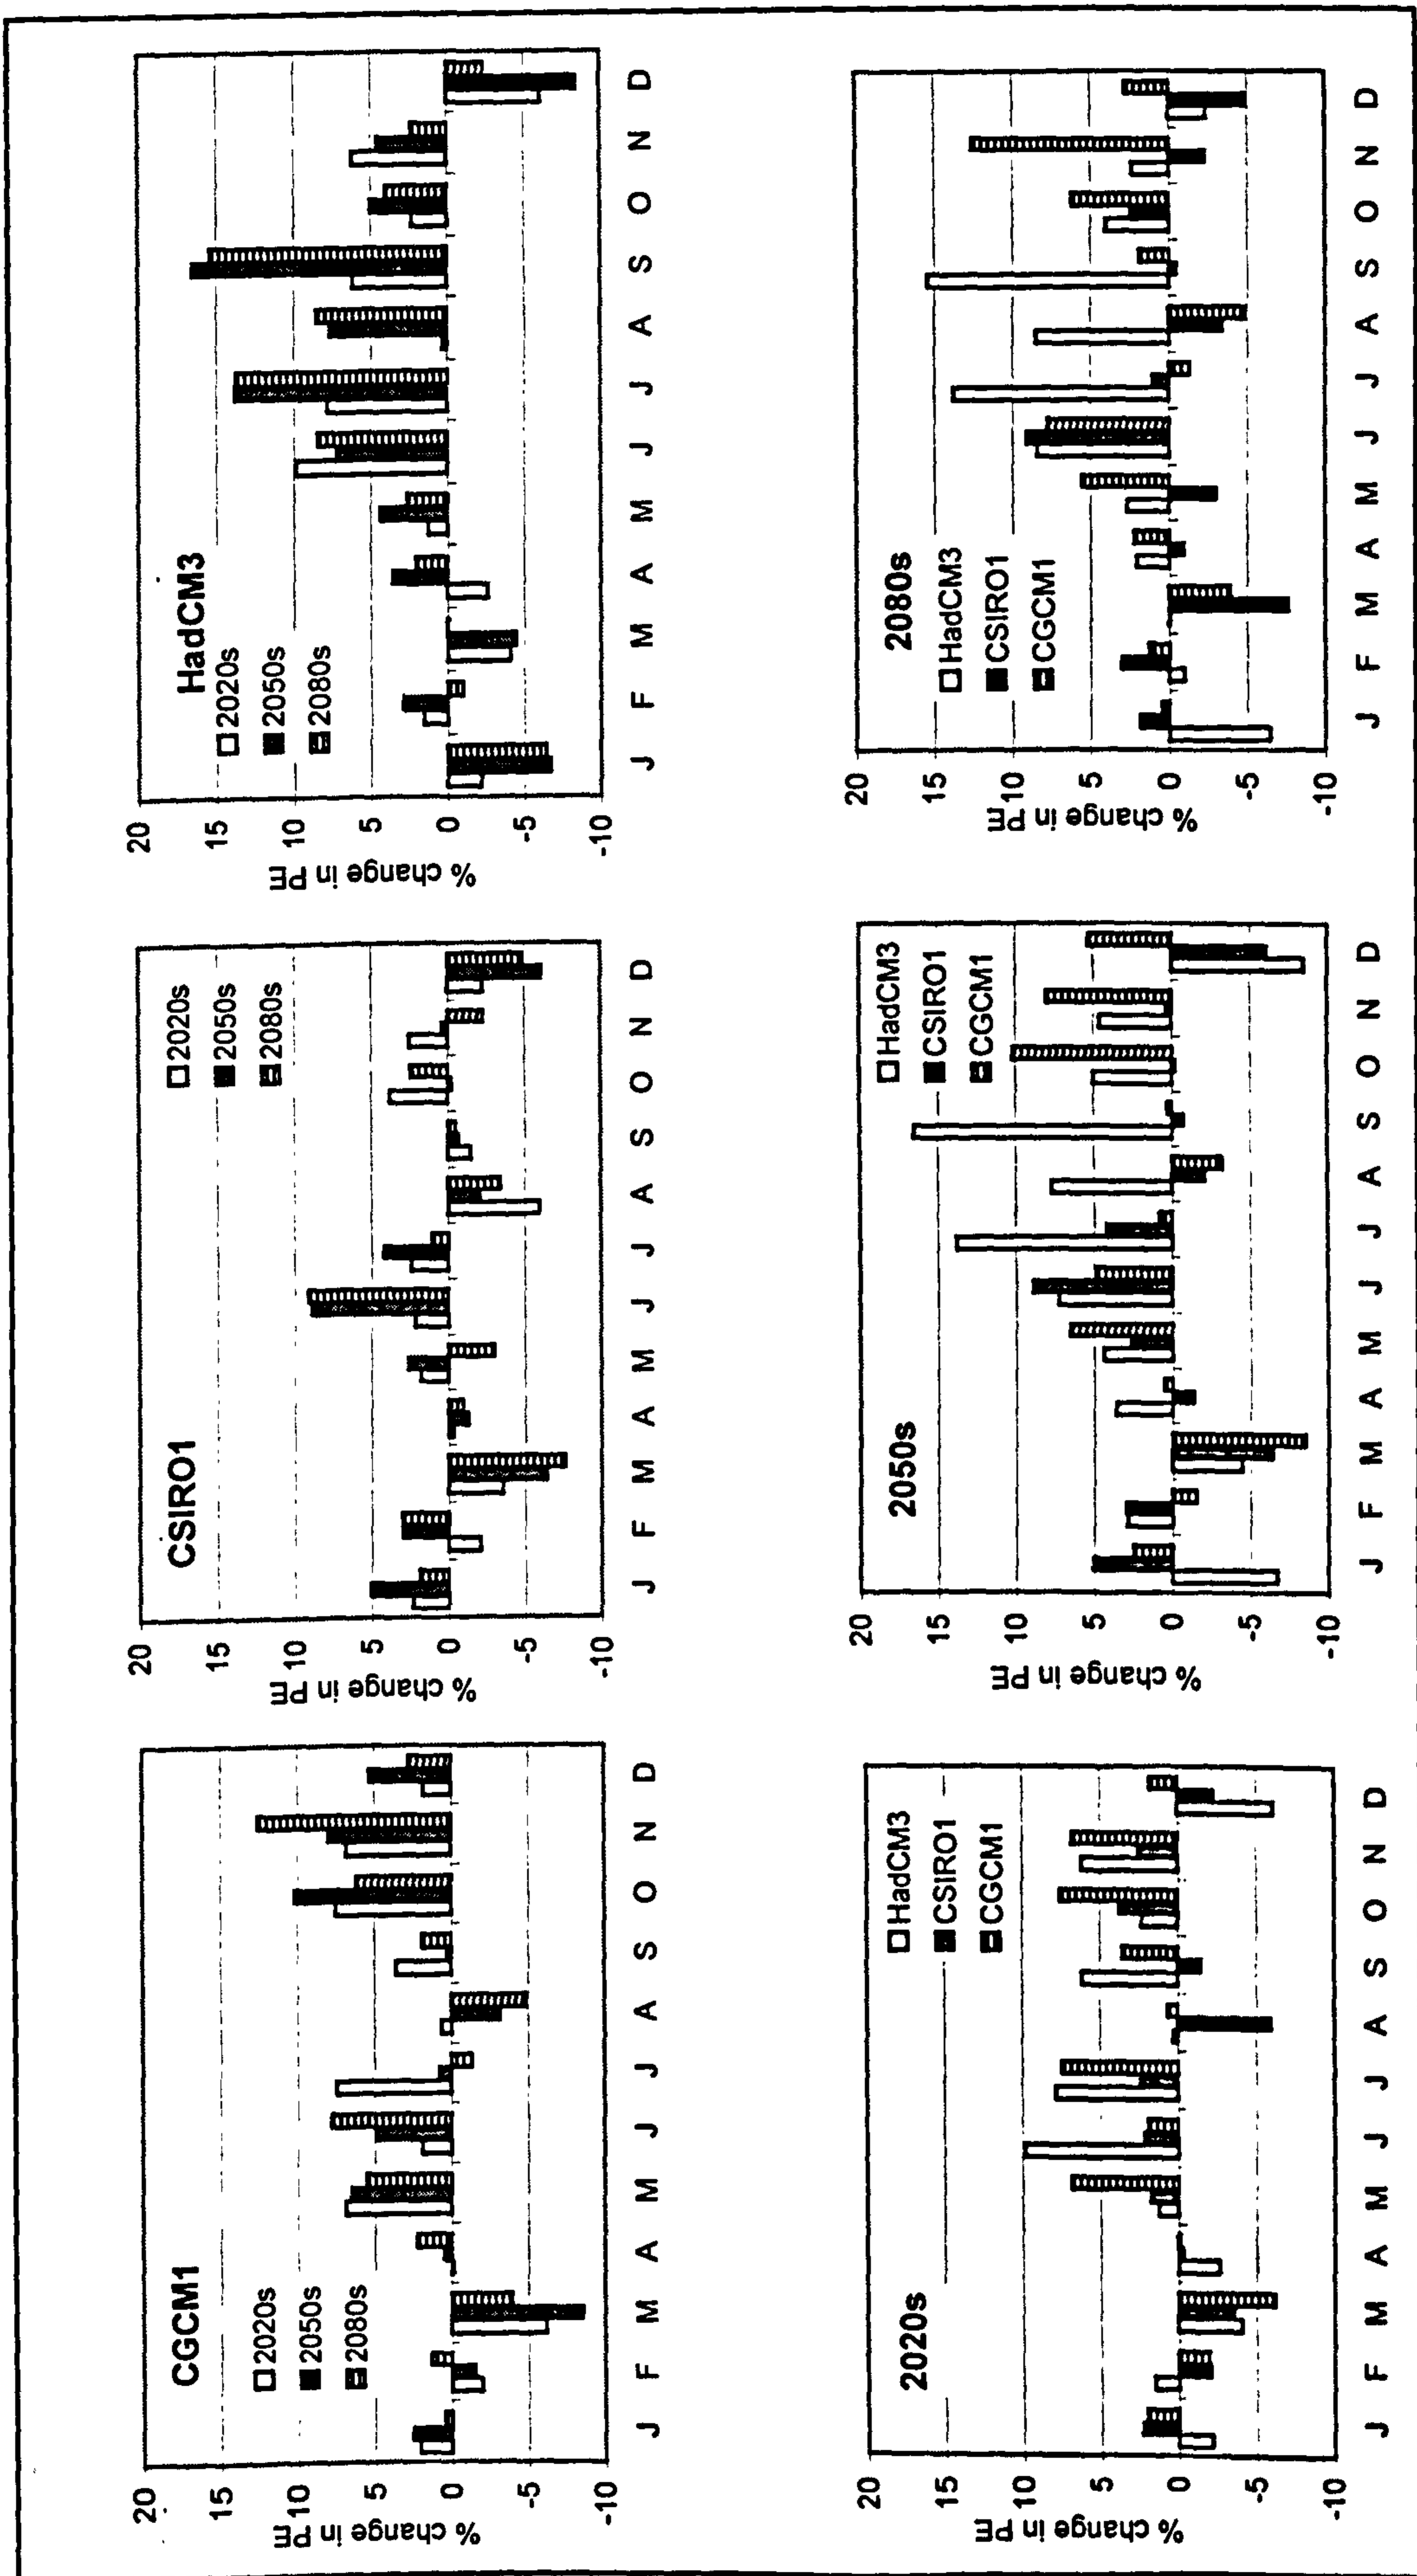 CGCM1
□2020s
■2050s
2080s
% change in PE
20
15
10
5
0
-5
-10
J F M A M J J A S O N D
CSIRO1
□2020s
■2050s
2080s
% change in PE
20
15
10
5
0
-5
-10
J F M A M J J A S O N D
HadCM3
□2020s
■2050s
2080s
% change in PE
20
15
10
5
0
-5
-10
J F M A M J J A S O N D
2020s
□HadCM3
■CSIRO1
CGCM1
% change in PE
20
15
10
5
0
-5
-10
J F M A M J J A S O N D
2050s
□HadCM3
■CSIRO1
CGCM1
% change in PE
20
15
10
5
0
-5
-10
J F M A M J J A S O N D
2080s
□HadCM3
■CSIRO1
CGCM1
% change in PE
20
15
10
5
0
-5
-10
J F M A M J J A S O N D